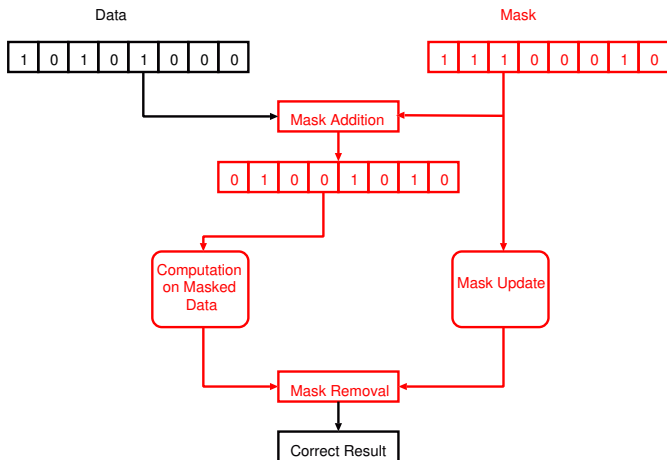 Data Mask
1 0 1 0 1 0 0 0 1 1 1 0 0 0 1 0
Mask Addition
0 1 0 0 1 0 1 0
Computation
on Masked
Data
Mask Update
Mask Removal
Correct Result